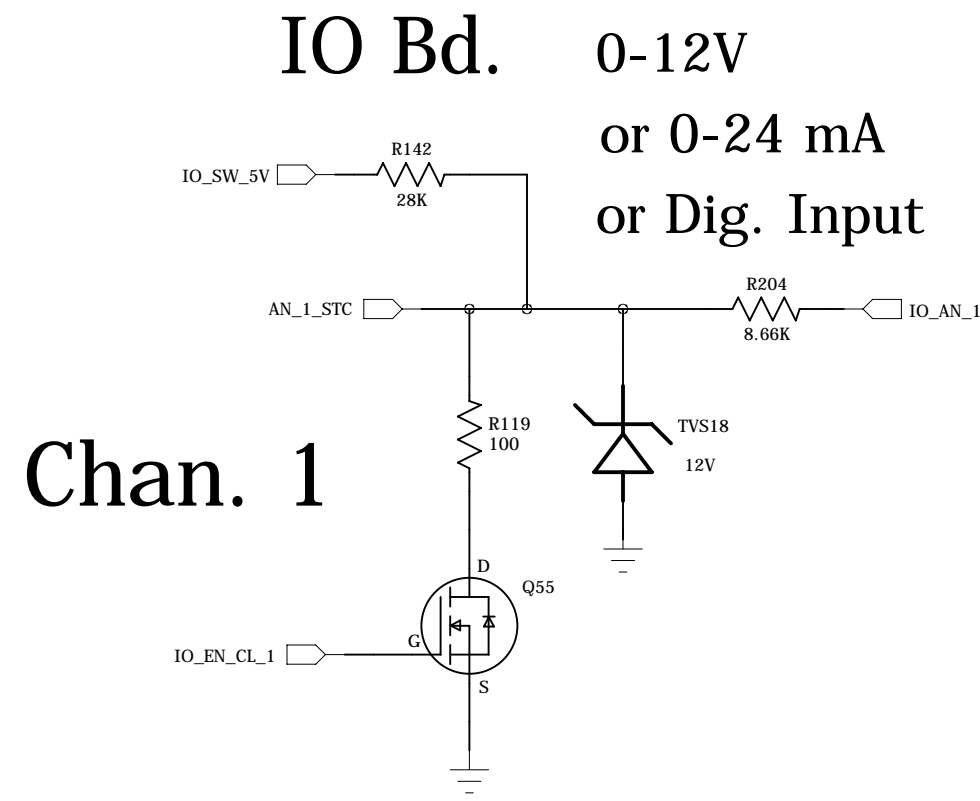 IO Bd.
0-12V
or 0-24 mA
or Dig. Input
R142
IO_SW_5V
28K
R204
AN_1_STC
IO_AN_1
8.66K
R119
100
TVS18
12V
Chan. 1
D
Q55
G
IO_EN_CL_1
S